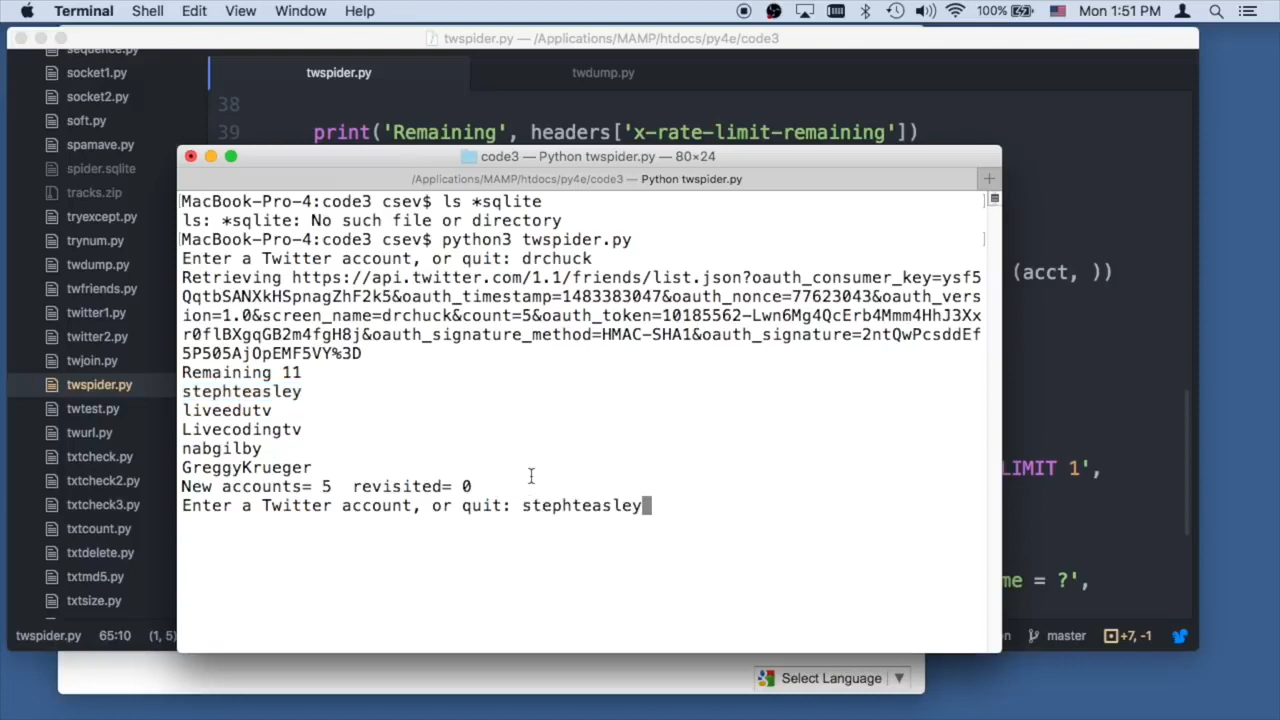 Terminal Shell Edit View Window Help 100% Mon 1:51 PM
twspider.py — /Applications/MAMP/htdocs/py4e/code3
sequence.py
socket1.py
socket2.py
soft.py
spamave.py
spider.sqlite
tracks.zip
tryexcept.py
trynum.py
twdump.py
twfriends.py
twitter1.py
twitter2.py
twjoin.py
twspider.py
twtest.py
twurl.py
txtcheck.py
txtcheck2.py
txtcheck3.py
txtcount.py
txtdelete.py
txtmd5.py
txtsize.py
twspider.py twdump.py
38
39 print('Remaining', headers['x-rate-limit-remaining'])
(acct, ))
LIMIT 1',
me = ?',
code3 — Python twspider.py — 80×24
/Applications/MAMP/htdocs/py4e/code3 — Python twspider.py +
MacBook-Pro-4:code3 csev$ ls *sqlite
ls: *sqlite: No such file or directory
MacBook-Pro-4:code3 csev$ python3 twspider.py
Enter a Twitter account, or quit: drchuck
Retrieving https://api.twitter.com/1.1/friends/list.json?oauth_consumer_key=ysf5
QqtbSANXkHSpnagZhF2k5&oauth_timestamp=1483383047&oauth_nonce=77623043&oauth_vers
ion=1.0&screen_name=drchuck&count=5&oauth_token=10185562-Lwn6Mg4QcErb4Mmm4HhJ3Xx
r0flBXgqGB2m4fgH8j&oauth_signature_method=HMAC-SHA1&oauth_signature=2ntQwPcsddEf
5P505AjOpEMF5VY%3D
Remaining 11
stephteasley
liveedutv
Livecodingtv
nabgilby
GreggyKrueger
New accounts= 5 revisited= 0
Enter a Twitter account, or quit: stephteasley
twspider.py 65:10 (1, 5) n master +7, -1
Select Language ▼